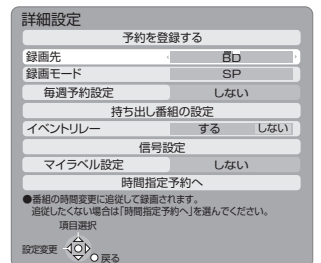 詳細設定
予約を登録する
録画先 BD
録画モード SP
毎週予約設定 しない
持ち出し番組の設定
イベントリレー する しない
信号設定
マイラベル設定 しない
時間指定予約へ
●番組の時間変更に追従して録画されます。
追従したくない場合は「時間指定予約へ」を選んでください。
項目選択
設定変更
戻る